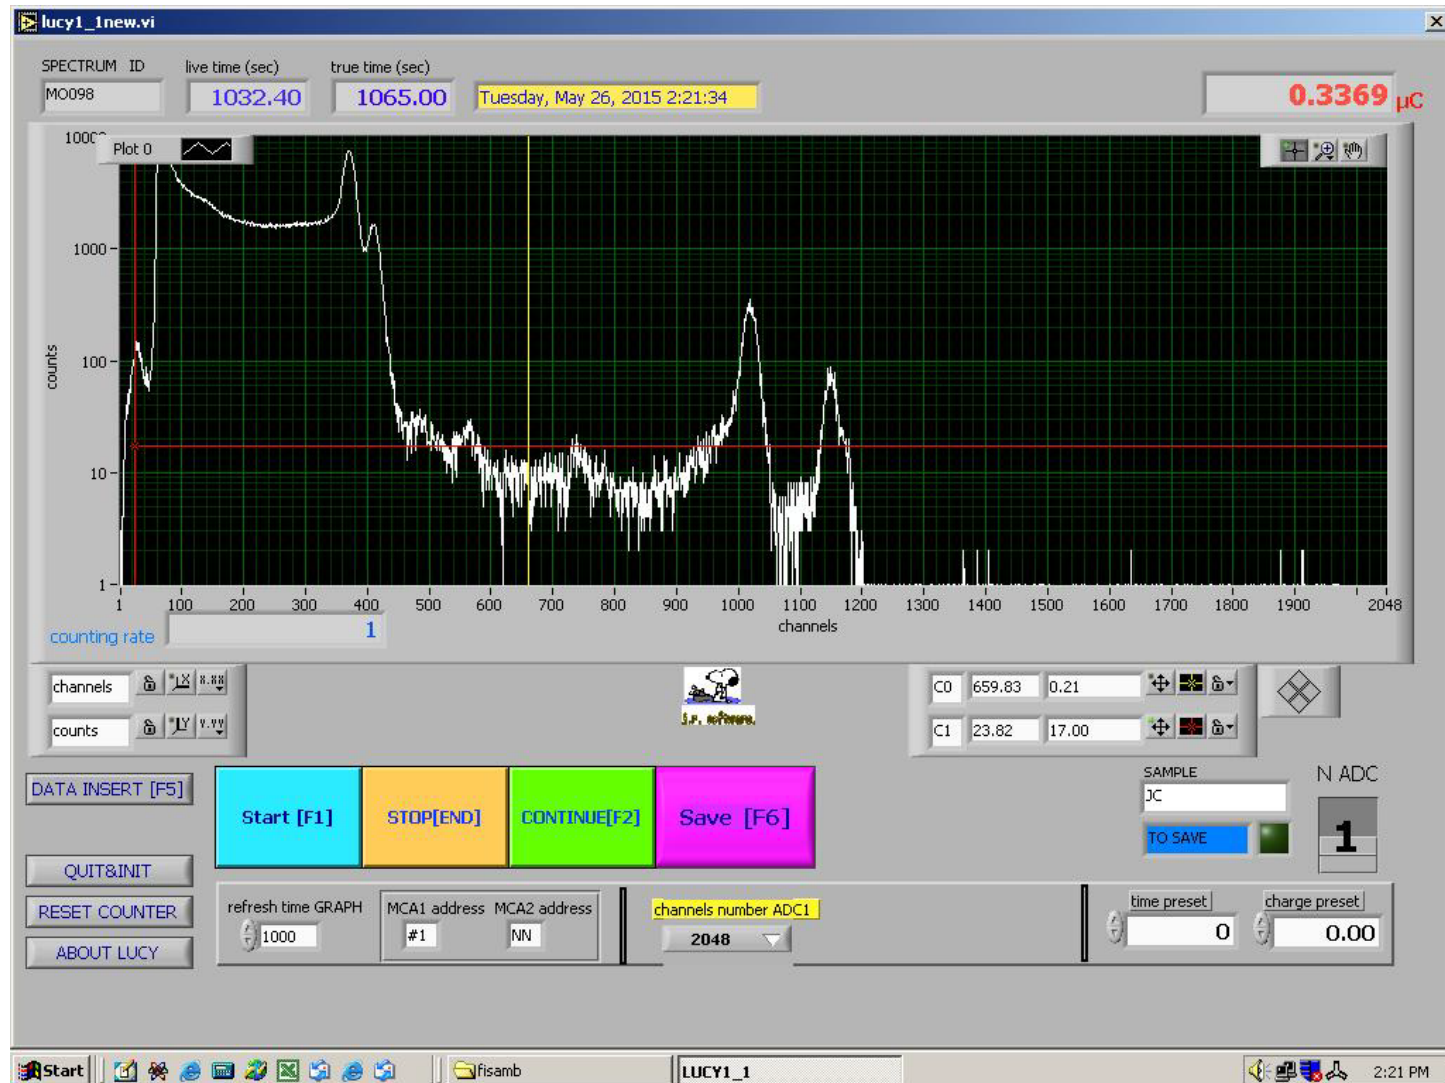 lucy1_1new.vi
SPECTRUM ID
live time (sec)
true time (sec)
MO098
1032.40
1065.00
Tuesday, May 26, 2015 2:21:34
0.3369 µC
Plot 0
1000
100
10
1
counts
1 100 200 300 400 500 600 700 800 900 1000 1100 1200 1300 1400 1500 1600 1700 1800 1900 2048
channels
counting rate 1
channels
counts
s.r. software.
C0 659.83 0.21
C1 23.82 17.00
DATA INSERT [F5]
Start [F1]
STOP[END]
CONTINUE[F2]
Save [F6]
SAMPLE
JC
TO SAVE
N ADC
1
QUIT&INIT
RESET COUNTER
ABOUT LUCY
refresh time GRAPH
1000
MCA1 address MCA2 address
#1 NN
channels number ADC1
2048
time preset
0
charge preset
0.00
Start
fisamb
LUCY1_1
2:21 PM